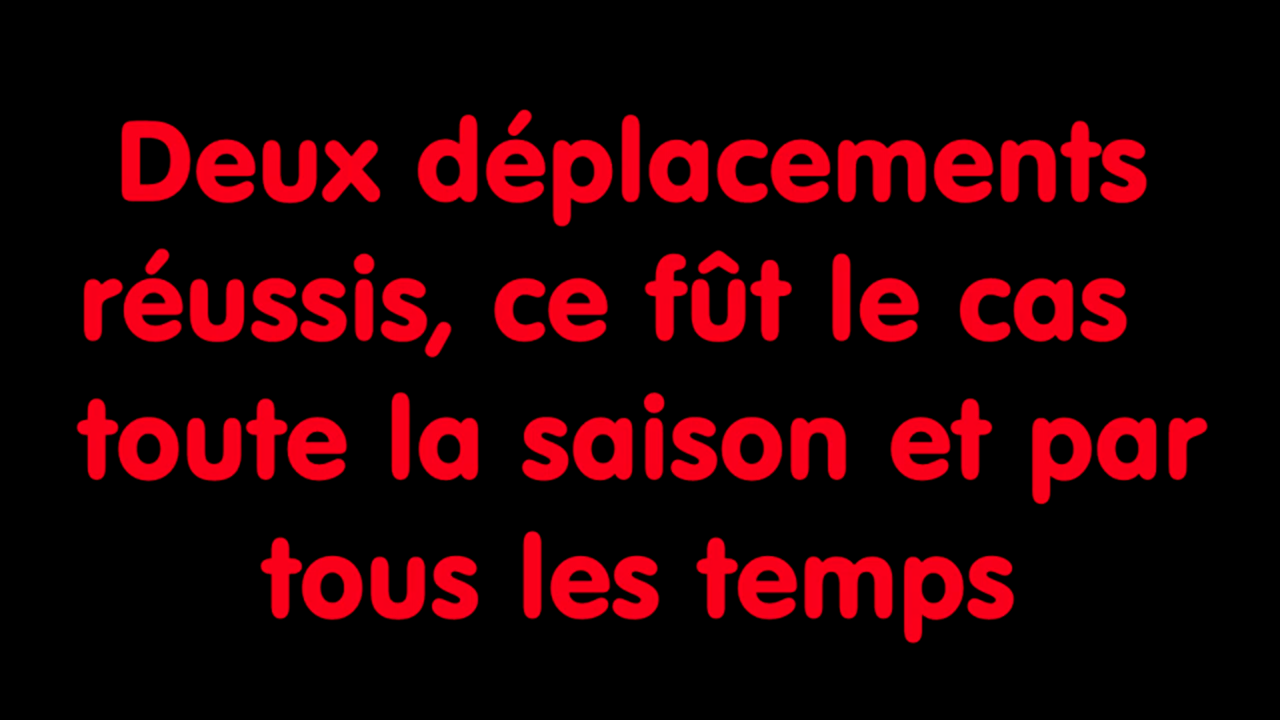 Deux déplacements
réussis, ce fût le cas
toute la saison et par
tous les temps